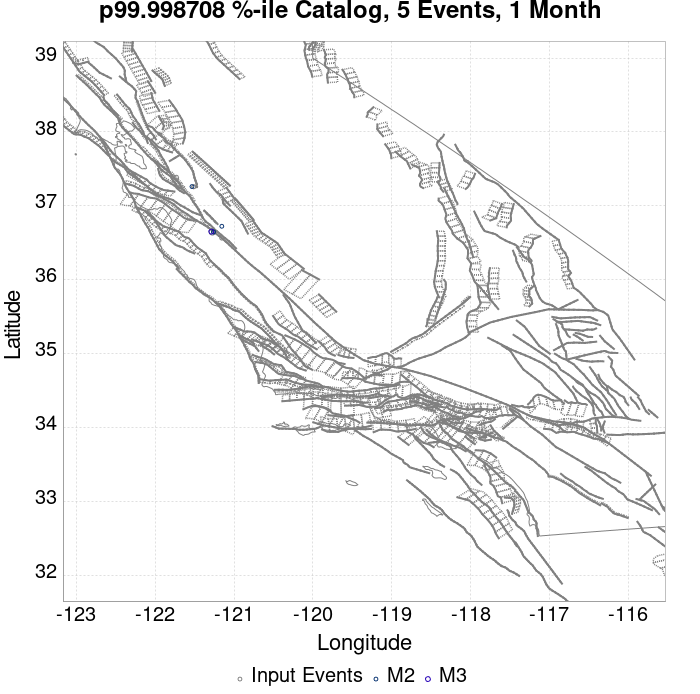 p99.998708 %-ile Catalog, 5 Events, 1 Month
39
38
37
36
35
34
33
32
Latitude
-123 -122 -121 -120 -119 -118 -117 -116
Longitude
Input Events M2 M3